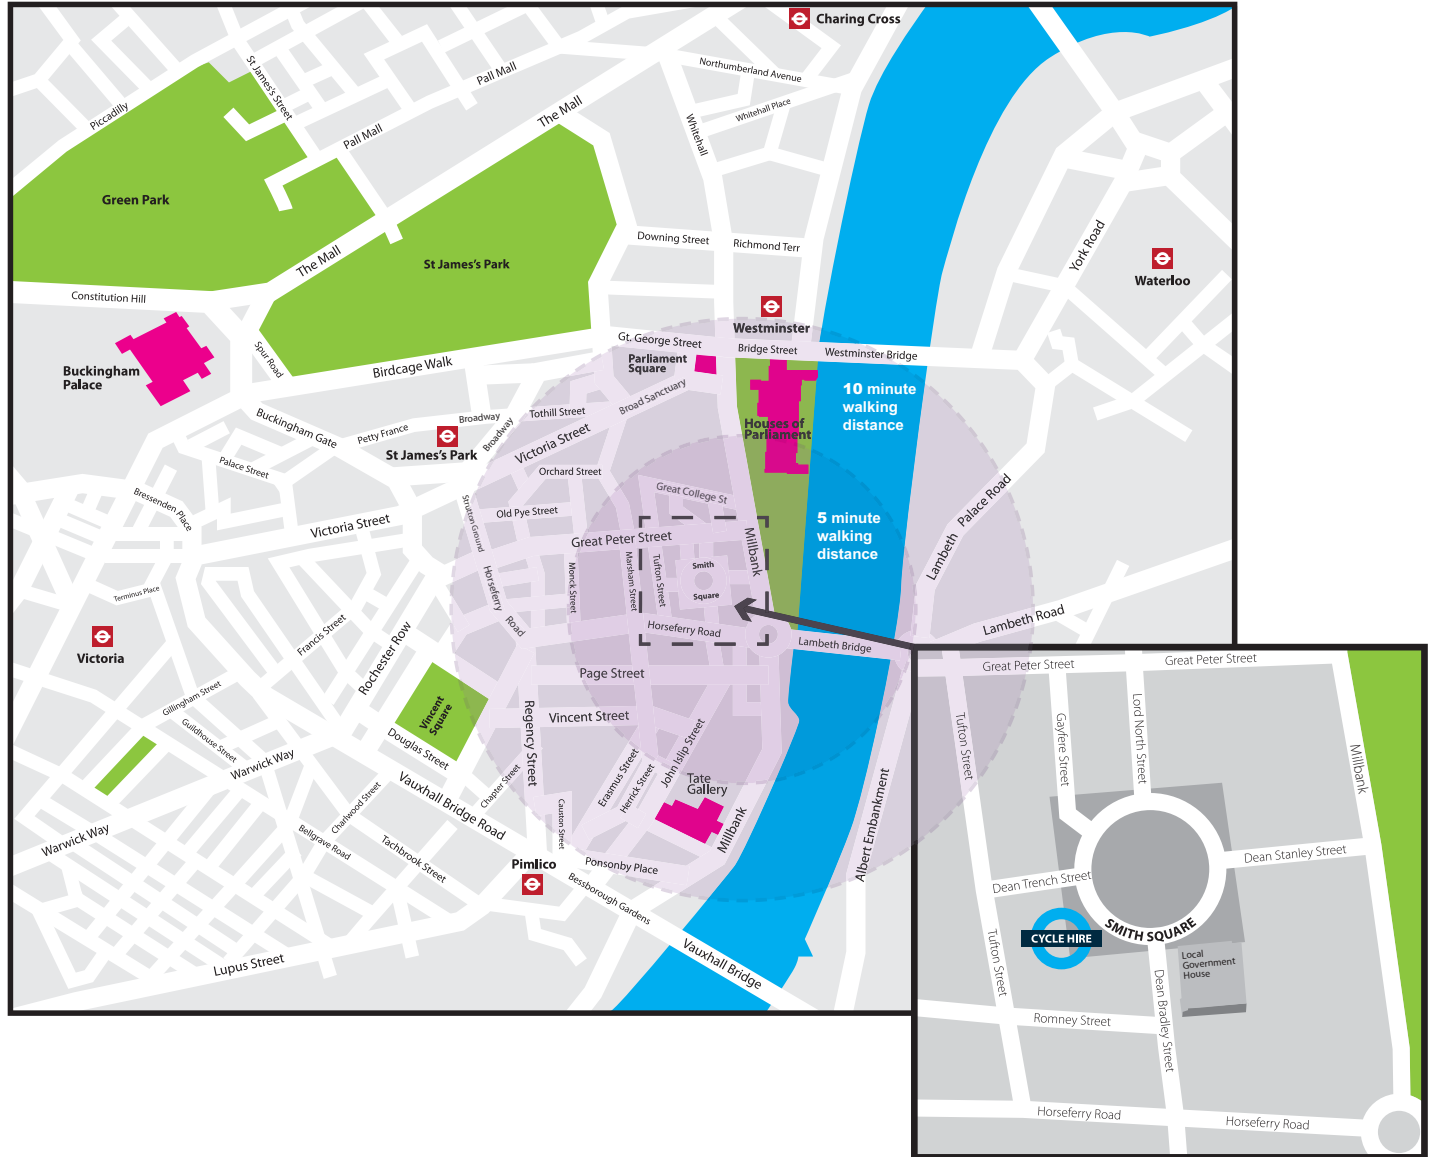 Charing Cross
Northumberland Avenue
Whitehall Place
Whitehall
Pall Mall
The Mall
St James's Street
Piccadilly
Pall Mall
Green Park
The Mall
St James's Park
Downing Street
Richmond Terr
York Road
Waterloo
Constitution Hill
Buckingham
Palace
Spur Road
Birdcage Walk
Westminster
Gt. George Street
Bridge Street
Westminster Bridge
Parliament
Square
Broad Sanctuary
10 minute
walking
distance
Houses of
Parliament
Buckingham Gate
Petty France
Broadway
Broadway
Tothill Street
Victoria Street
St James's Park
Palace Street
Orchard Street
Great College St
Bressenden Place
Victoria Street
Strutton Ground
Old Pye Street
Great Peter Street
Millbank
5 minute
walking
distance
Lambeth
Palace Road
Horseferry
Road
Monck Street
Marsham Street
Tufton Street
Smith
Square
Terminus Place
Victoria
Francis Street
Rochester Row
Horseferry Road
Lambeth Bridge
Lambeth Road
Page Street
Vincent Street
Vincent
Square
Gillingham Street
Guildhouse Street
Warwick Way
Douglas Street
Regency Street
John Islip Street
Erasmus Street
Herrick Street
Tate
Gallery
Millbank
Albert Embankment
Chapter Street
Causton Street
Vauxhall Bridge Road
Charlwood Street
Bellgrave Road
Tachbrook Street
Warwick Way
Pimlico
Ponsonby Place
Bessborough Gardens
Lupus Street
Vauxhall Bridge
Great Peter Street
Great Peter Street
Tufton Street
Gayfere Street
Lord North Street
Millbank
Dean Stanley Street
Dean Trench Street
SMITH SQUARE
CYCLE HIRE
Local
Government
House
Tufton Street
Dean Bradley Street
Romney Street
Horseferry Road
Horseferry Road